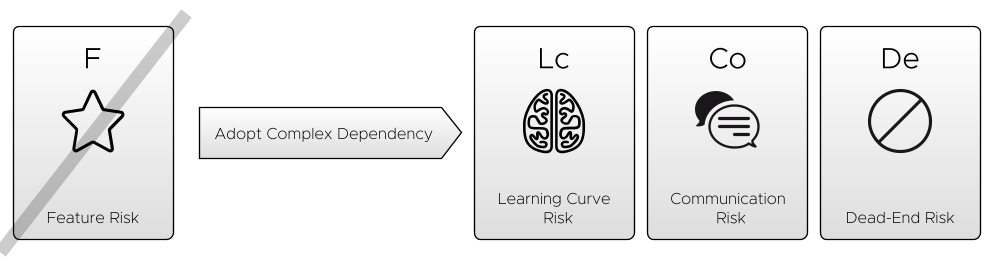 F
Feature Risk
Adopt Complex Dependency
Lc
Learning Curve
Risk
Co
Communication
Risk
De
Dead-End Risk